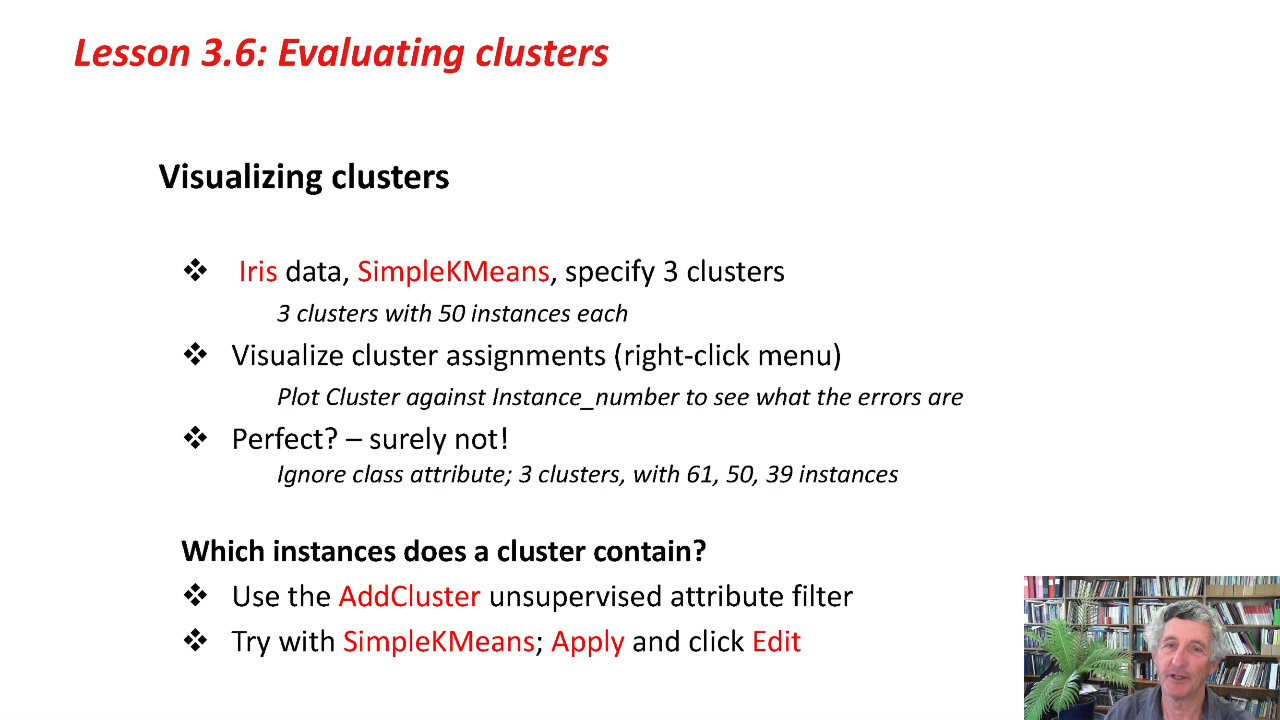 Lesson 3.6: Evaluating clusters
Visualizing clusters
❖ Iris data, SimpleKMeans, specify 3 clusters
3 clusters with 50 instances each
❖ Visualize cluster assignments (right-click menu)
Plot Cluster against Instance_number to see what the errors are
❖ Perfect? – surely not!
Ignore class attribute; 3 clusters, with 61, 50, 39 instances
Which instances does a cluster contain?
❖ Use the AddCluster unsupervised attribute filter
❖ Try with SimpleKMeans; Apply and click Edit